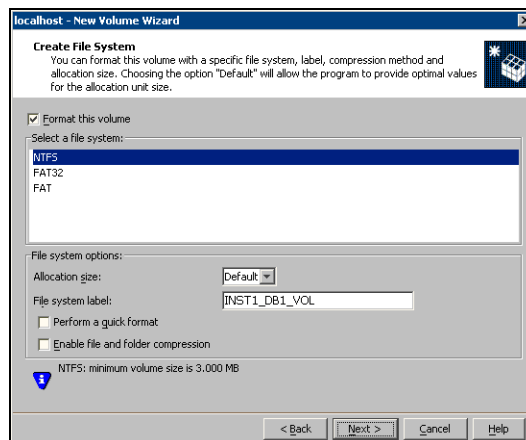 localhost - New Volume Wizard
Create File System
You can format this volume with a specific file system, label, compression method and
allocation size. Choosing the option "Default" will allow the program to provide optimal values
for the allocation unit size.
Format this volume
Select a file system:
NTFS
FAT32
FAT
File system options:
Allocation size:
Default
File system label:
INST1_DB1_VOL
Perform a quick format
Enable file and folder compression
NTFS: minimum volume size is 3.000 MB
< Back
Next >
Cancel
Help